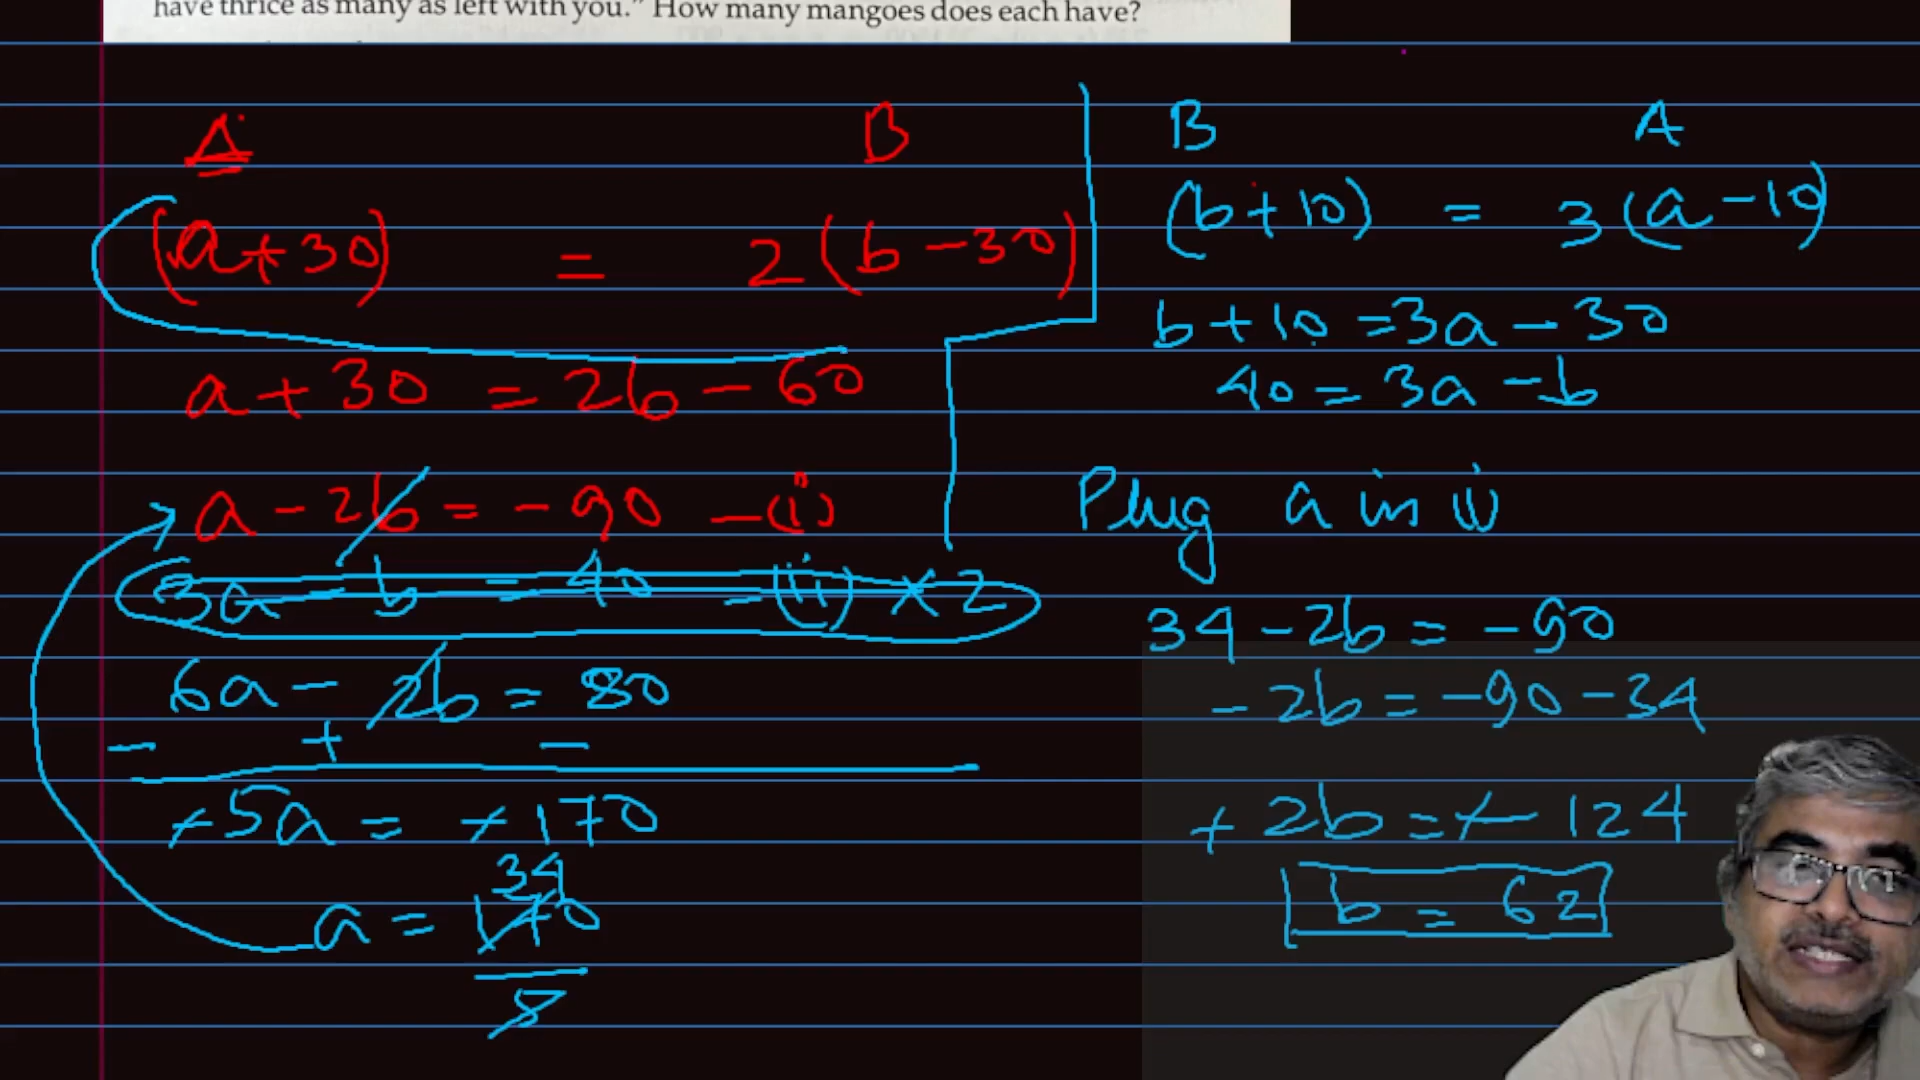 have thrice as many as left with you." How many mangoes does each have?
A B
(a+30) = 2(b-30)
a+30 = 2b-60
a-2b = -90 -(i)
3a-b = 40 -(ii) ×2
6a-2b = 80
- + -
+5a = +170
34
a = 170
5
B A
(b+10) = 3(a-10)
b+10 = 3a-30
40 = 3a-b
Plug a in (i)
34-2b = -90
-2b = -90-34
+2b = +-124
b = 62